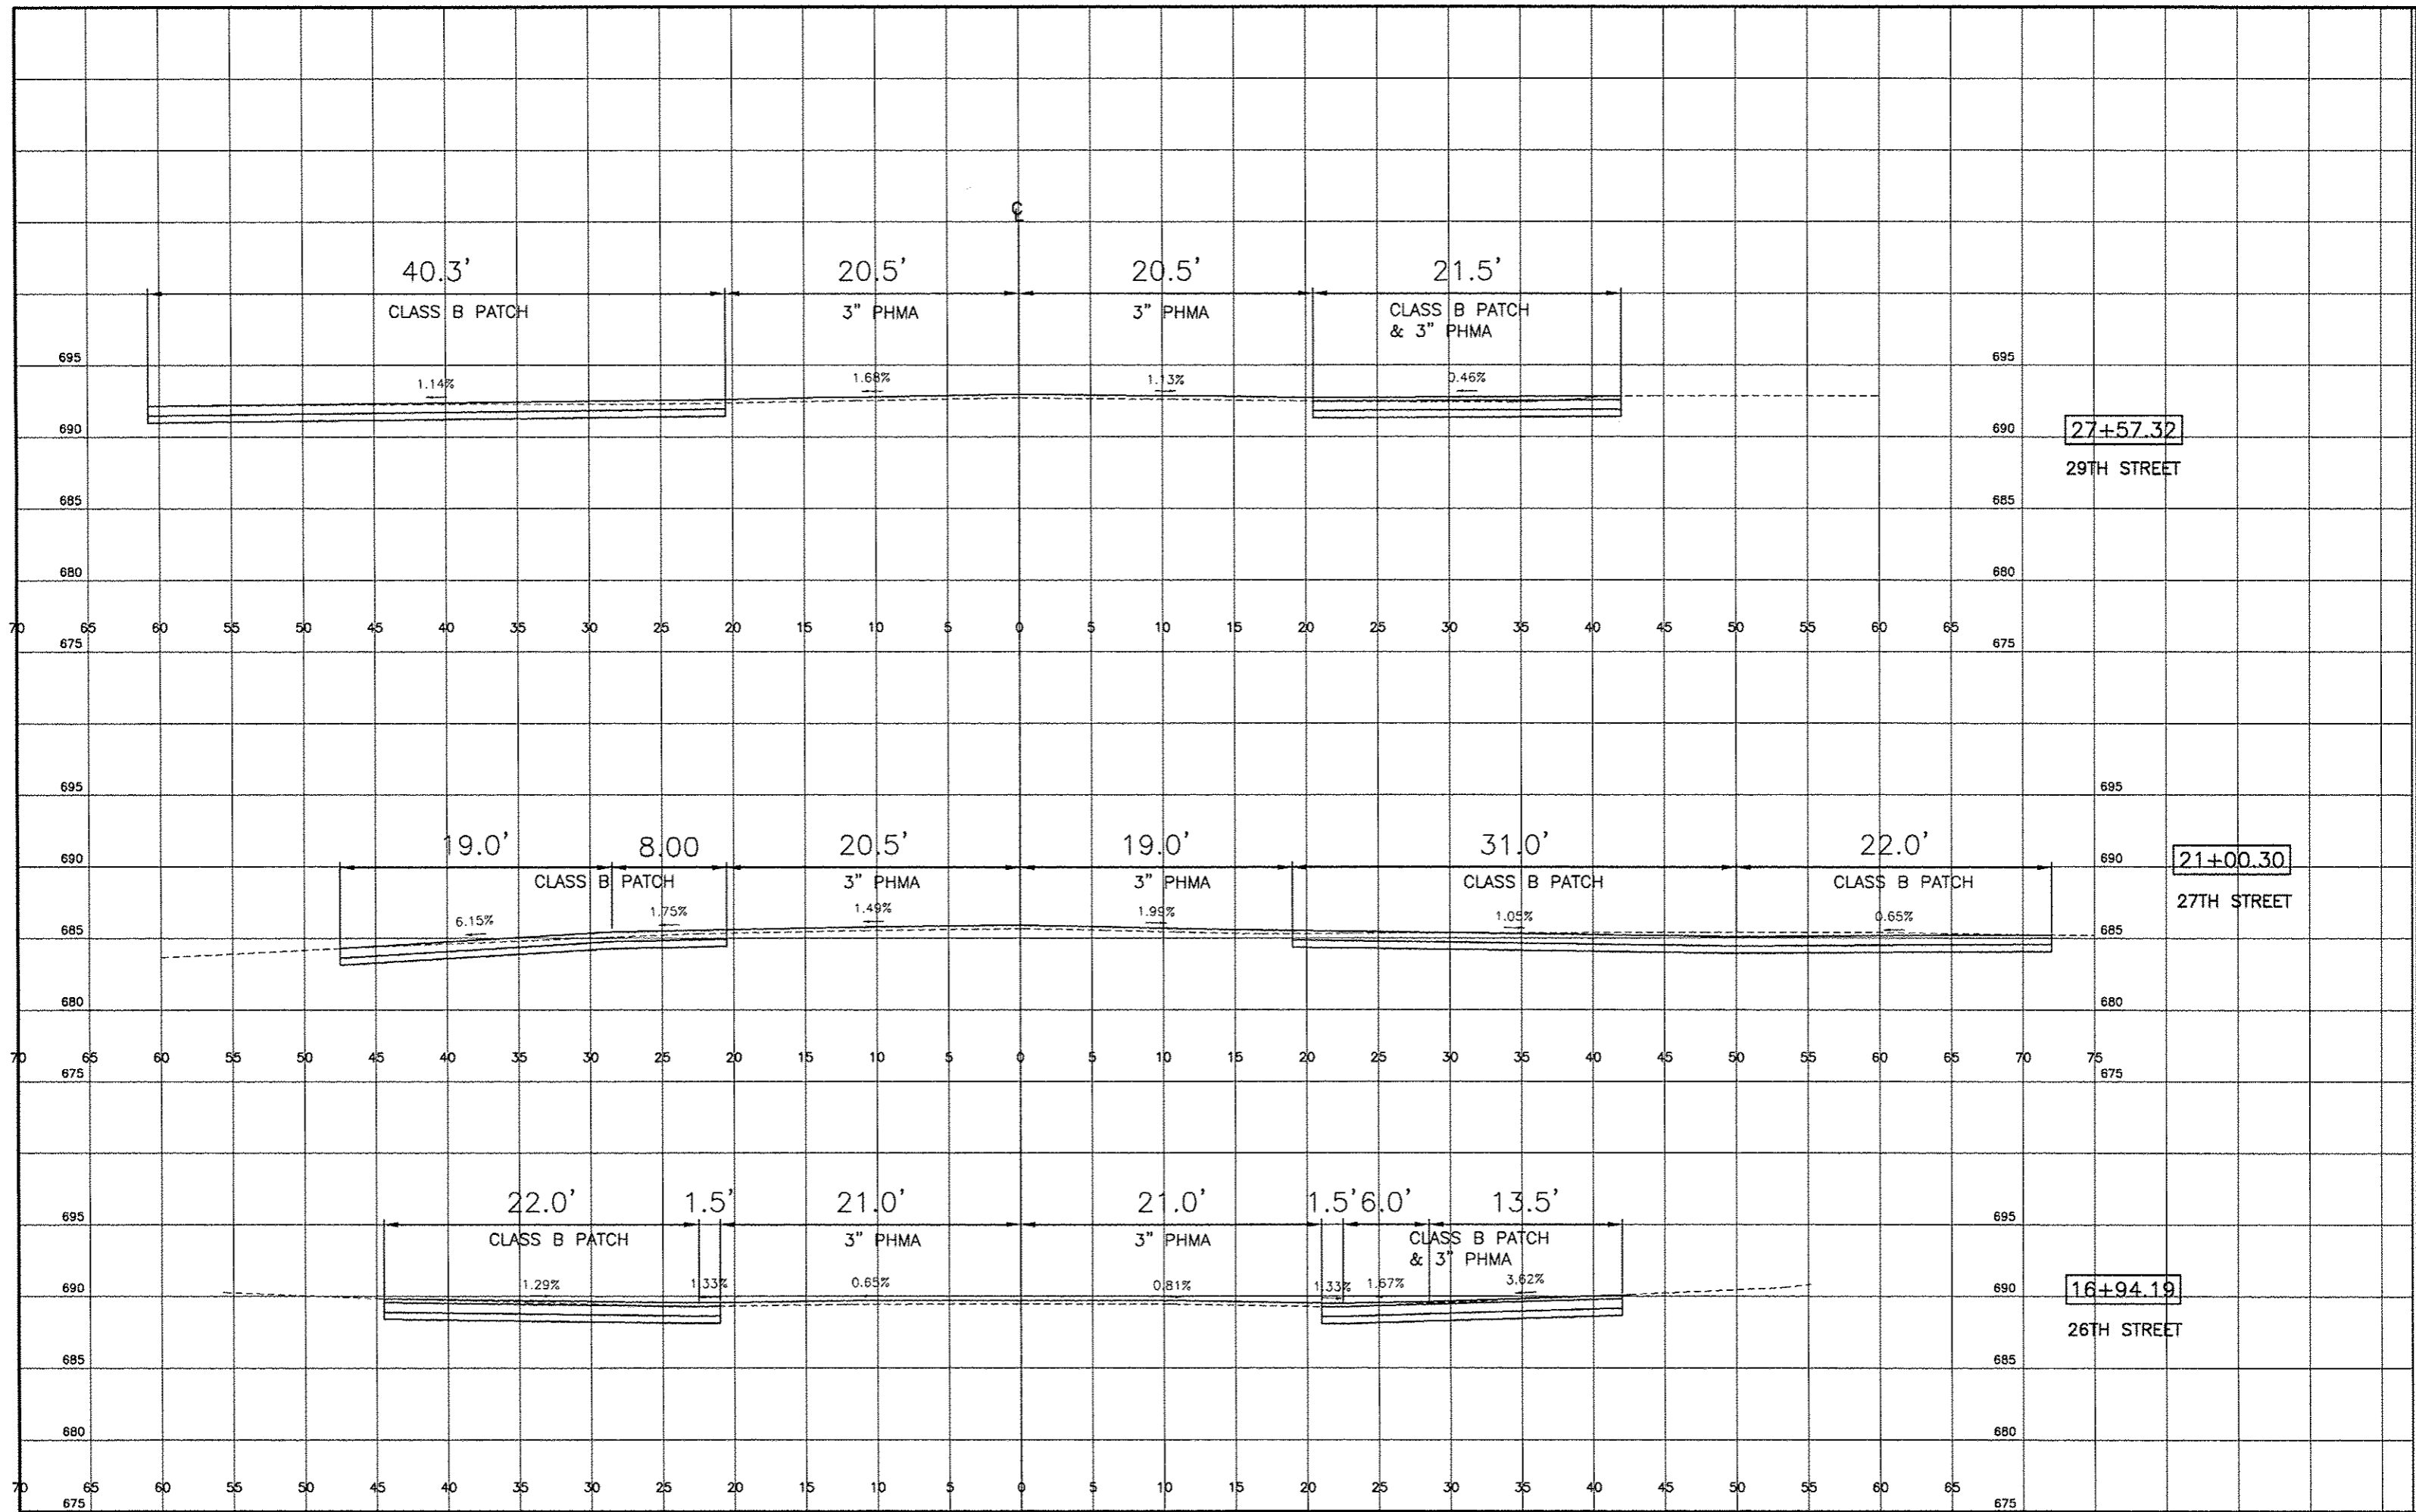 ℄
40.3' 20.5' 20.5' 21.5'
CLASS B PATCH 3" PHMA 3" PHMA CLASS B PATCH
& 3" PHMA
695 695
1.14% 1.68% 1.13% 0.46%
690 690 27+57.32
29TH STREET
685 685
680 680
70 65 60 55 50 45 40 35 30 25 20 15 10 5 0 5 10 15 20 25 30 35 40 45 50 55 60 65
675 675
695 695
19.0' 8.00 20.5' 19.0' 31.0' 22.0'
690 690 21+00.30
CLASS B PATCH 3" PHMA 3" PHMA CLASS B PATCH CLASS B PATCH
27TH STREET
6.15% 1.75% 1.49% 1.99% 1.05% 0.65%
685 685
680 680
70 65 60 55 50 45 40 35 30 25 20 15 10 5 0 5 10 15 20 25 30 35 40 45 50 55 60 65 70 75
675 675
22.0' 1.5' 21.0' 21.0' 1.5' 6.0' 13.5'
695 695
CLASS B PATCH 3" PHMA 3" PHMA CLASS B PATCH
& 3" PHMA
1.29% 1.33% 0.65% 0.81% 1.33% 1.67% 3.62%
690 690 16+94.19
26TH STREET
685 685
680 680
70 65 60 55 50 45 40 35 30 25 20 15 10 5 0 5 10 15 20 25 30 35 40 45 50 55 60 65
675 675